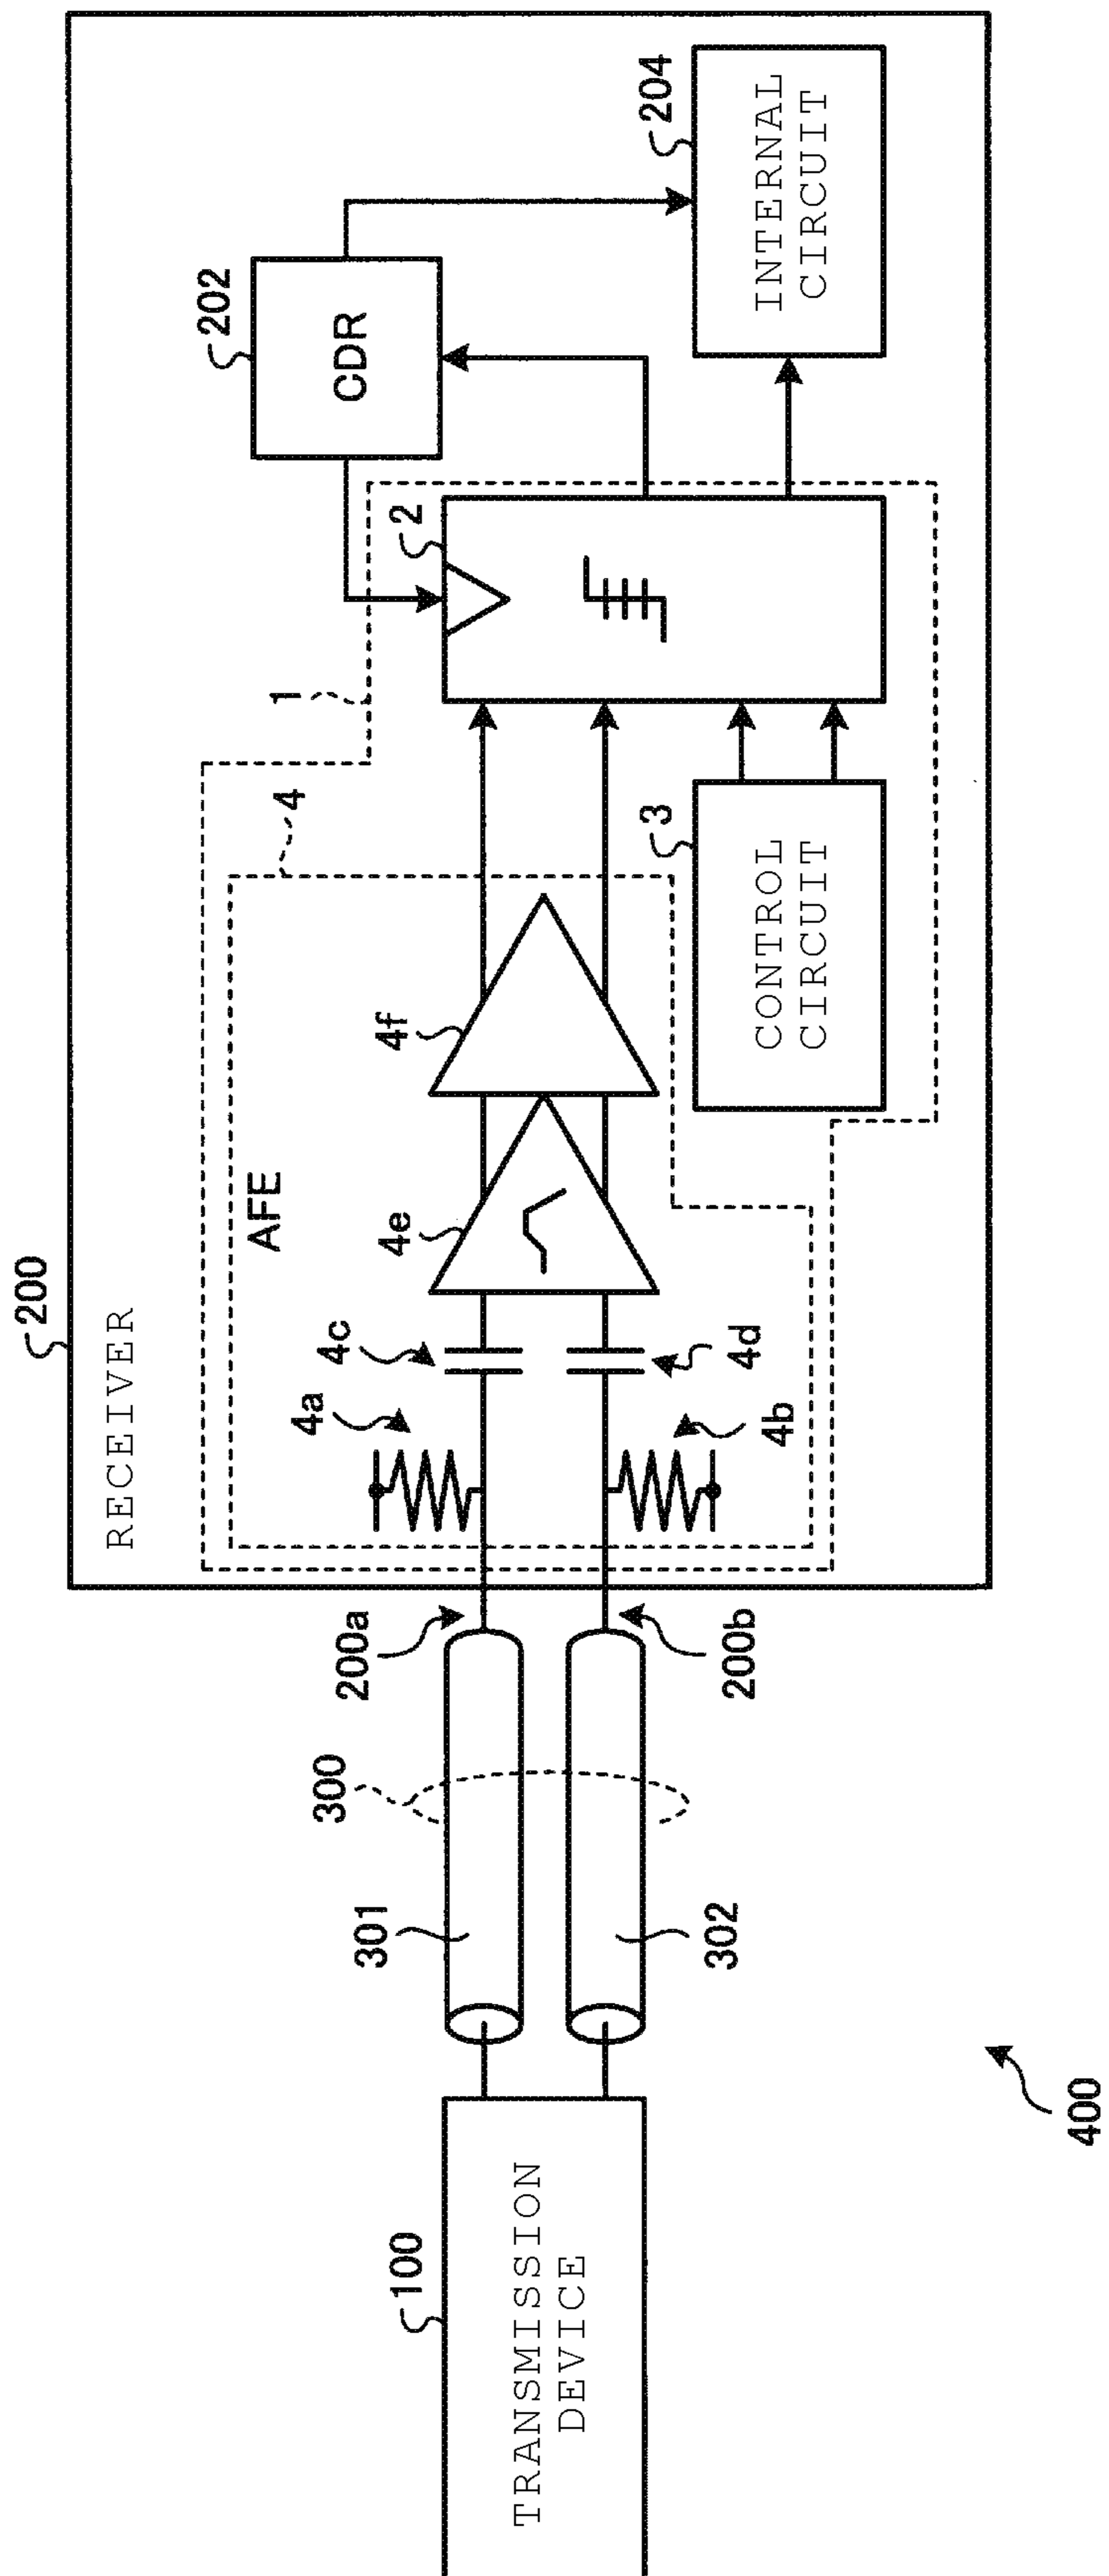 200
RECEIVER
202
CDR
204
INTERNAL
CIRCUIT
1
4
2
AFE
4f
4e
3
CONTROL
CIRCUIT
4c
4a
4d
4b
200a
200b
300
301
302
100
TRANSMISSION
DEVICE
400